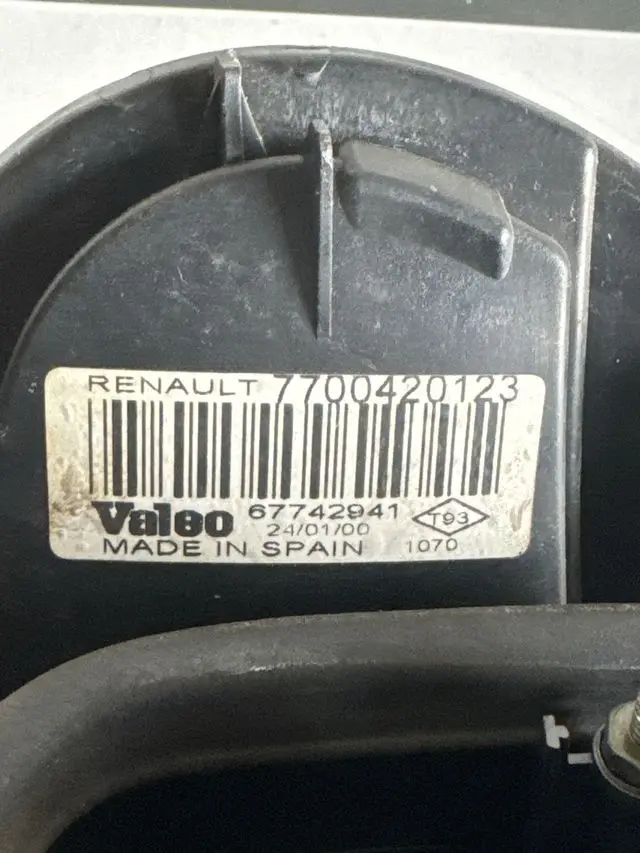 RENAULT 7700420123
Valeo 67742941 T93
24/01/00
MADE IN SPAIN 1070